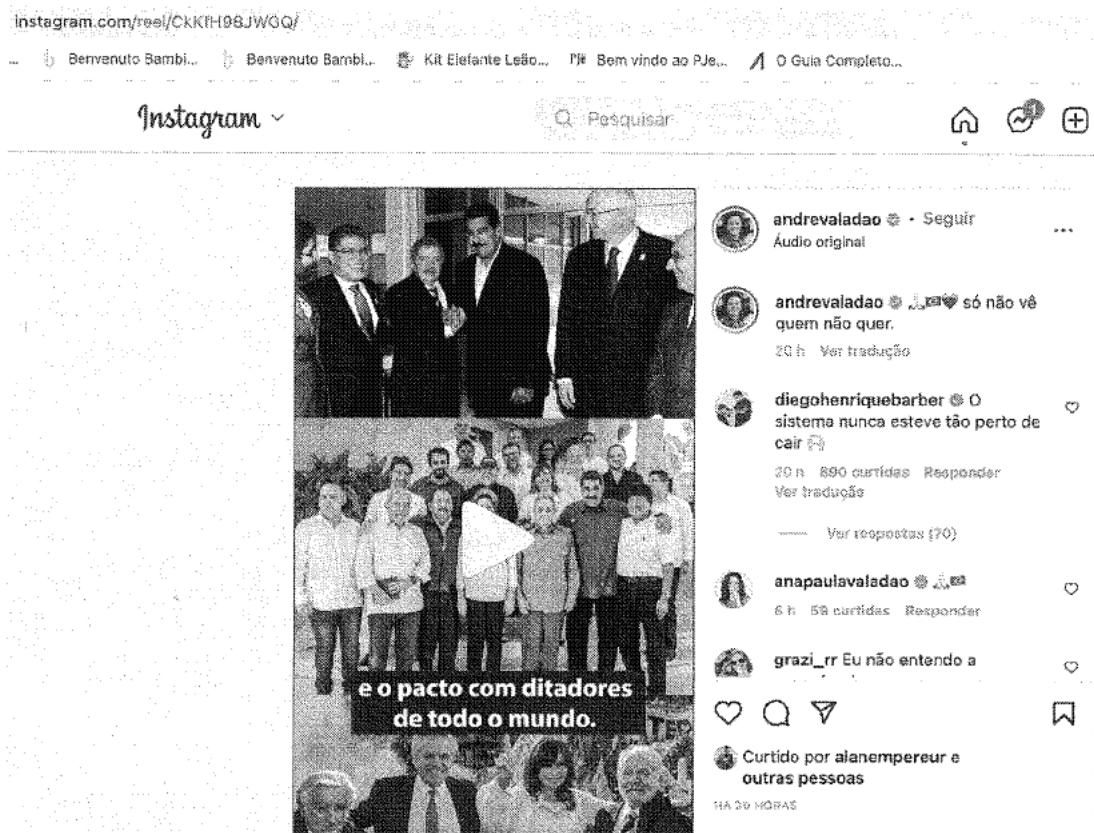 instagram.com/reel/CkKfH98JWGQ/
... Benvenuto Bambi... Benvenuto Bambi... Kit Elefante Leão... Bem vindo ao PJe... O Guia Completo...
Instagram
Pesquisar
andrevaladao • Seguir
Áudio original
andrevaladao só não vê
quem não quer.
20 h Ver tradução
diegohenriquebarber O
sistema nunca esteve tão perto de
cair
20 h 890 curtidas Responder
Ver tradução
Ver respostas (70)
anapaulavaladao
6 h 59 curtidas Responder
grazi_rr Eu não entendo a
e o pacto com ditadores
de todo o mundo.
Curtido por alanempereur e
outras pessoas
HÁ 20 HORAS